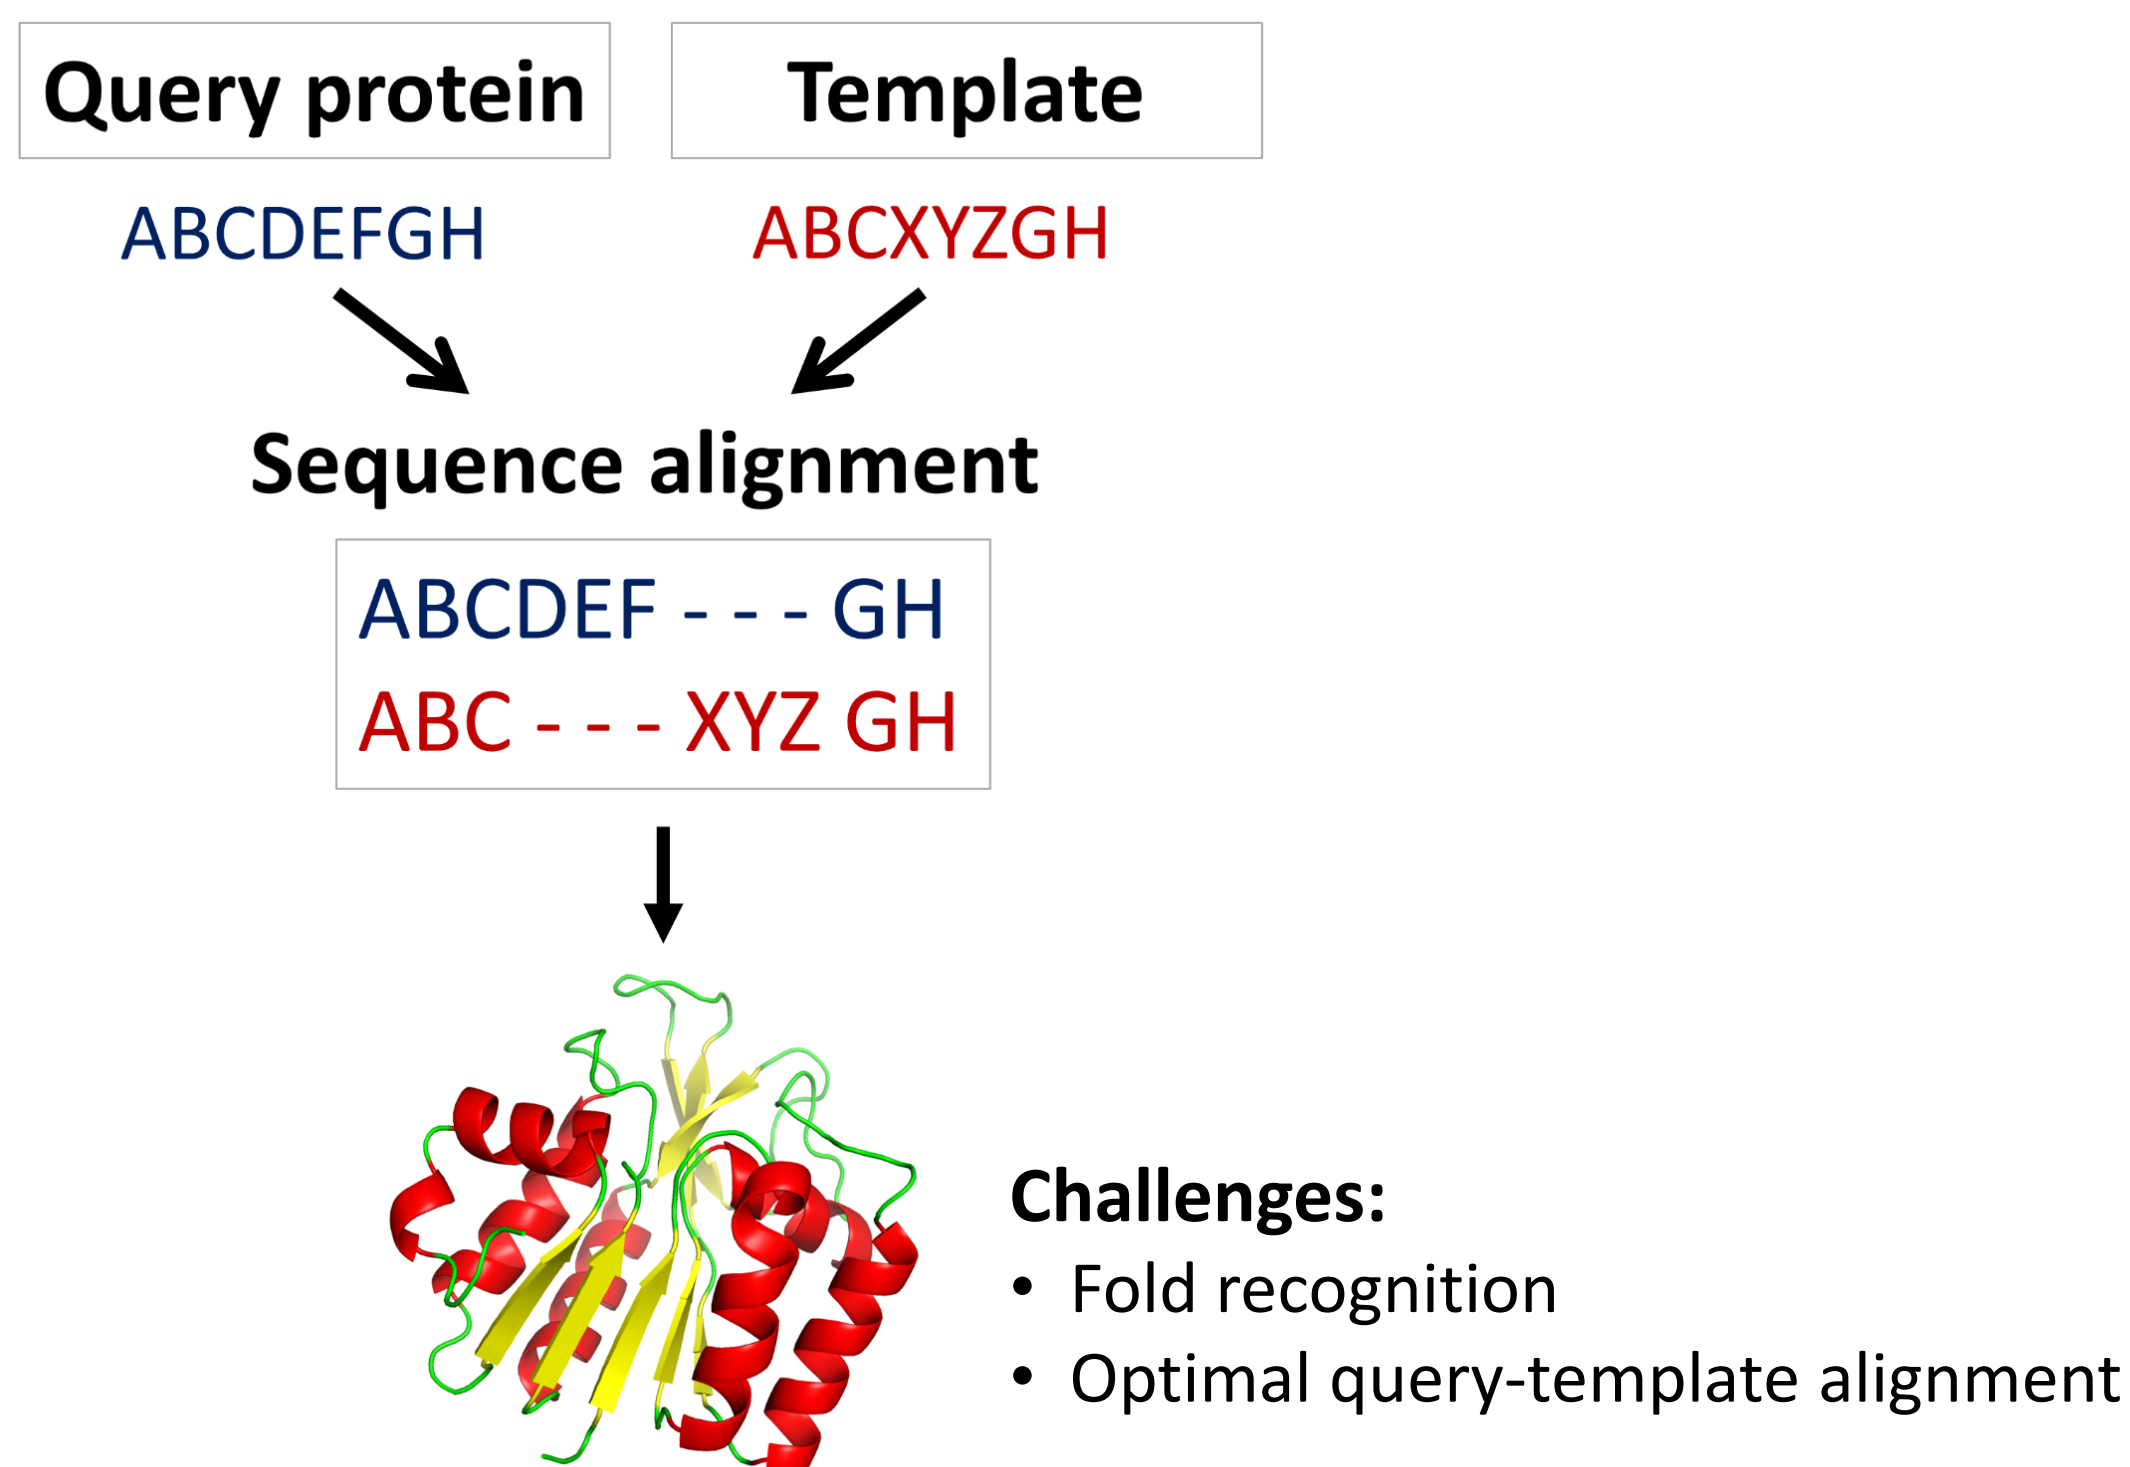 Query protein
Template
ABCDEFGH
ABCXYZGH
Sequence alignment
ABCDEF - - - GH
ABC - - - XYZ GH
Challenges:
• Fold recognition
• Optimal query-template alignment